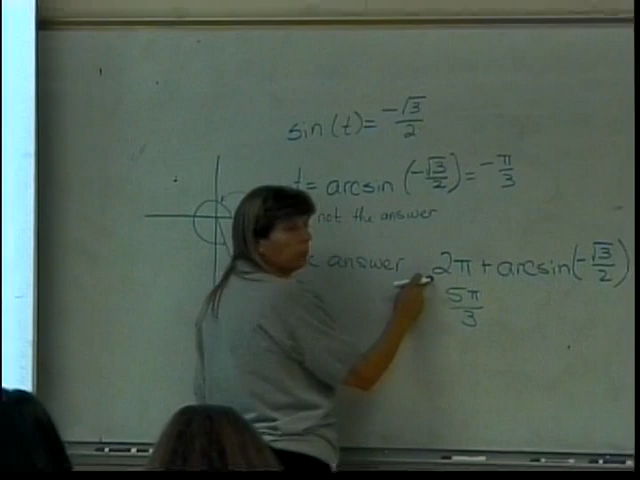 sin(t) = -√3/2
t = arcsin(-√3/2) = -π/3
not the answer
answer 2π + arcsin(-√3/2)
5π/3